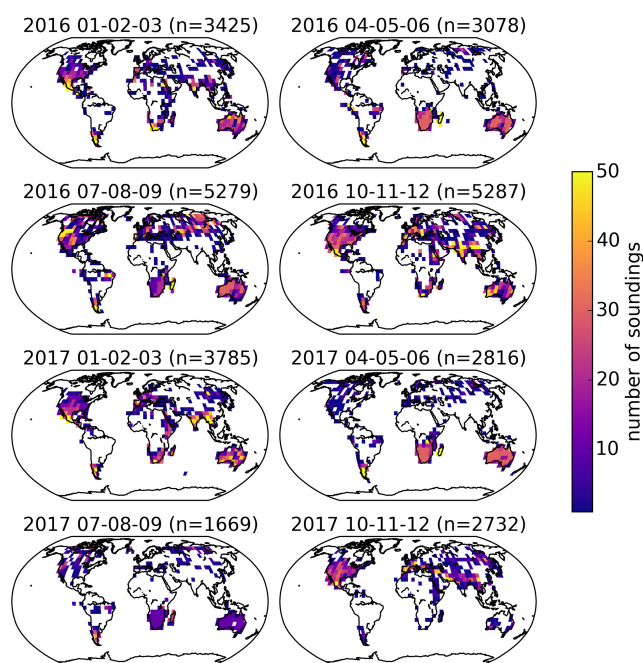 2016 01-02-03 (n=3425)
2016 04-05-06 (n=3078)
2016 07-08-09 (n=5279)
2016 10-11-12 (n=5287)
2017 01-02-03 (n=3785)
2017 04-05-06 (n=2816)
2017 07-08-09 (n=1669)
2017 10-11-12 (n=2732)
50
40
30
20
10
number of soundings